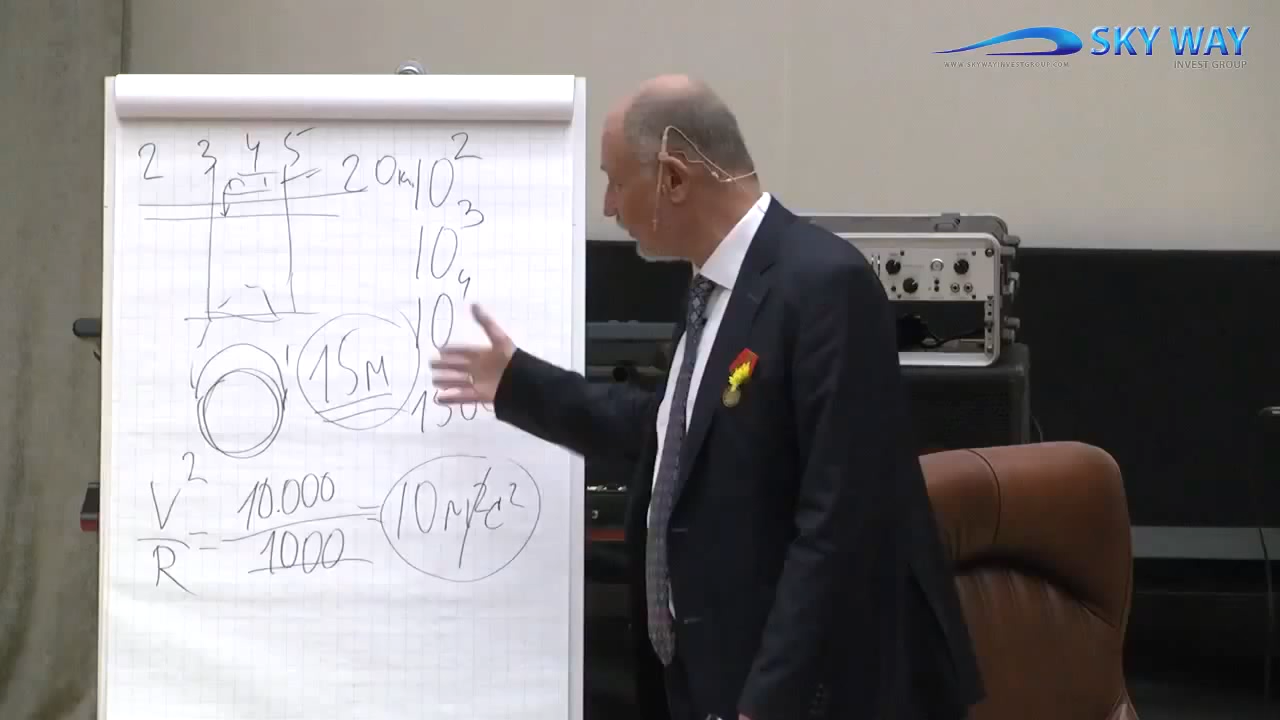 SKY WAY
WWW.SKYWAYINVESTGROUP.COM INVEST GROUP
2 3 4 5
20км
10²
10³
10⁴
15м
V²/R = 10.000/1000 = 10м/с²